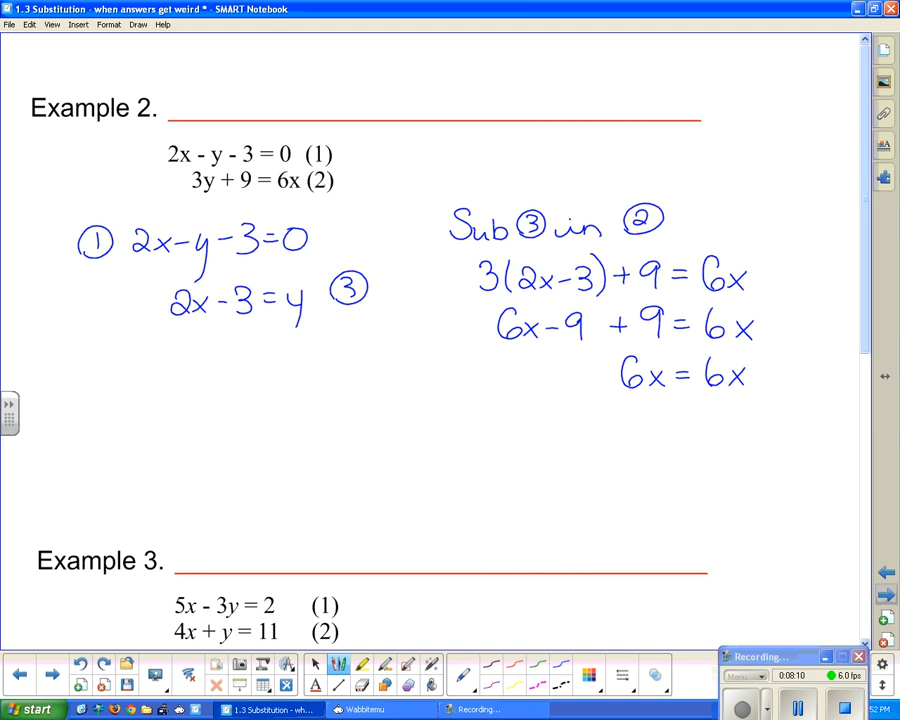 1.3 Substitution - when answers get weird * - SMART Notebook
File Edit View Insert Format Draw Help
Example 2.
2x - y - 3 = 0 (1)
3y + 9 = 6x (2)
① 2x - y - 3 = 0
2x - 3 = y ③
Sub ③ in ②
3(2x - 3) + 9 = 6x
6x - 9 + 9 = 6x
6x = 6x
Example 3.
5x - 3y = 2 (1)
4x + y = 11 (2)
Recording...
Menu 0:08:10 6.0 fps
start 1.3 Substitution - wh... Wabbitemu Recording... 52 PM